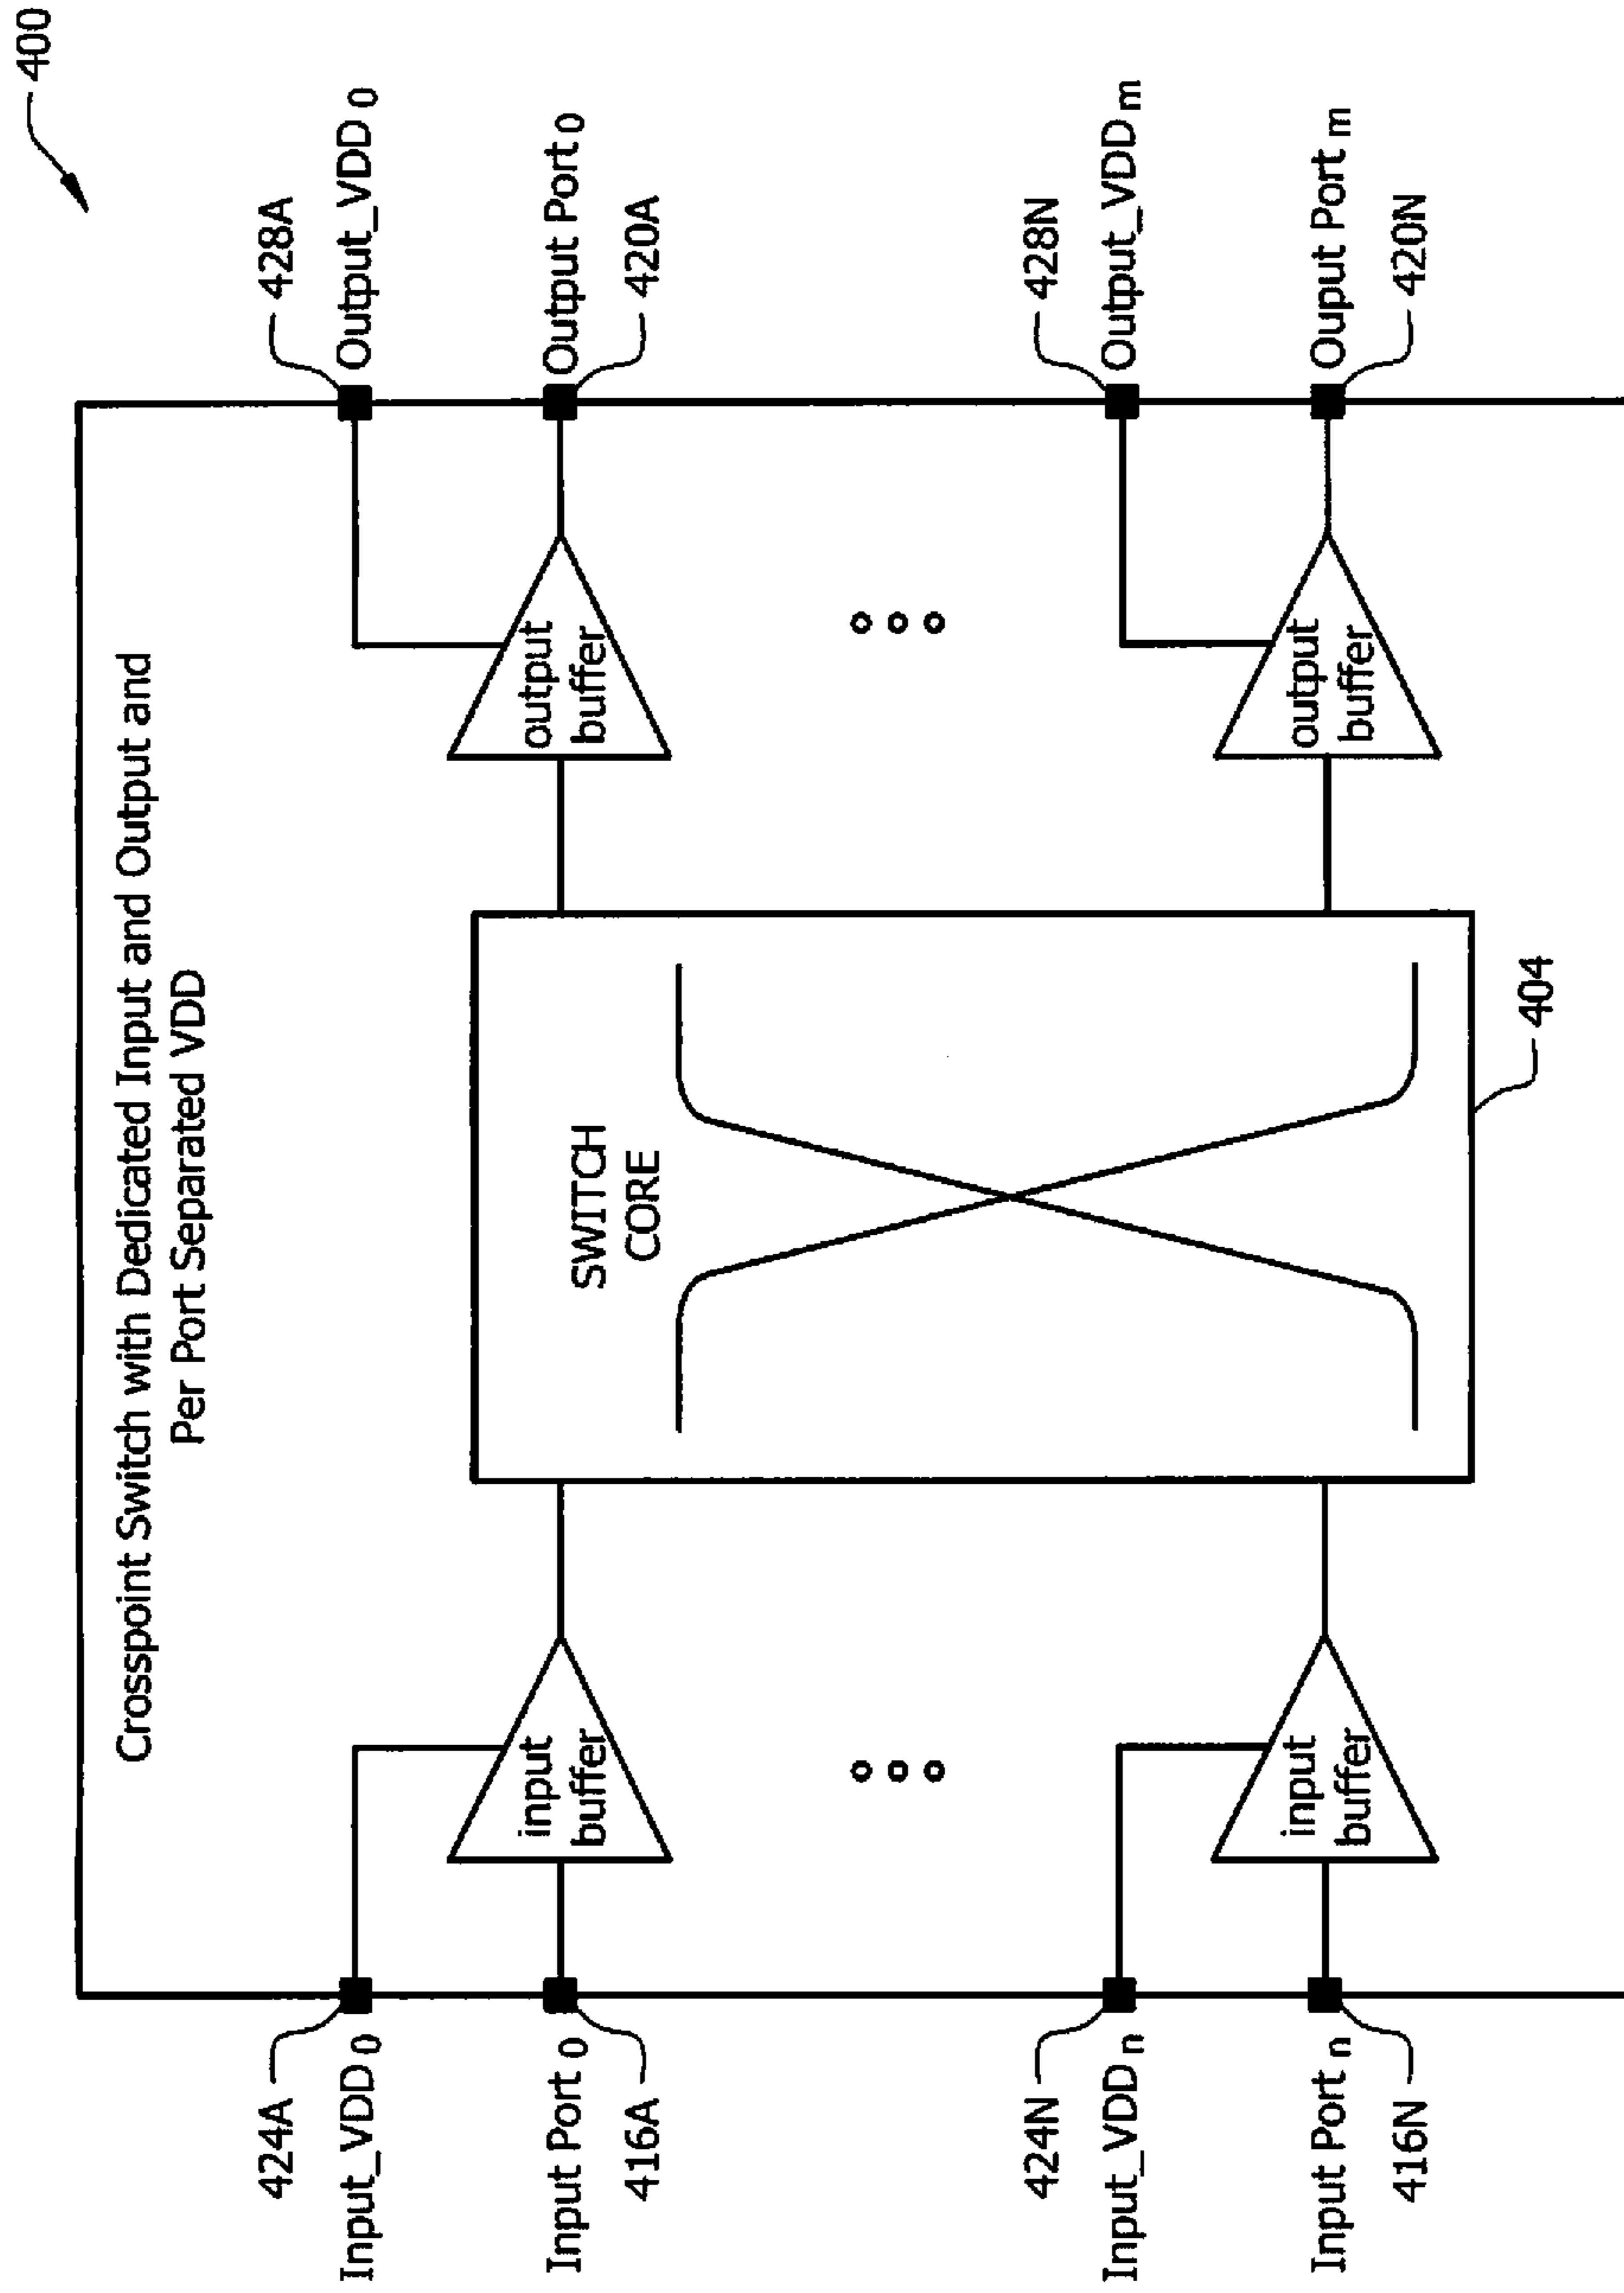 400
Crosspoint Switch with Dedicated Input and Output and
Per Port Separated VDD
424A
Input_VDD 0
Input Port 0
416A
input
buffer
SWITCH
CORE
output
buffer
428A
Output_VDD 0
Output Port 0
420A
424N
Input_VDD n
Input Port n
416N
input
buffer
404
output
buffer
428N
Output_VDD m
Ouput Port m
420N